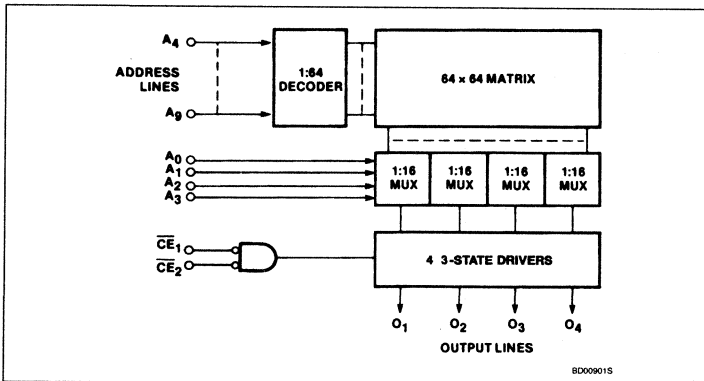 A4
ADDRESS
LINES
A9
1:64
DECODER
64 × 64 MATRIX
A0
A1
A2
A3
1:16
MUX
1:16
MUX
1:16
MUX
1:16
MUX
CE1
CE2
4 3-STATE DRIVERS
O1 O2 O3 O4
OUTPUT LINES
BD00901S